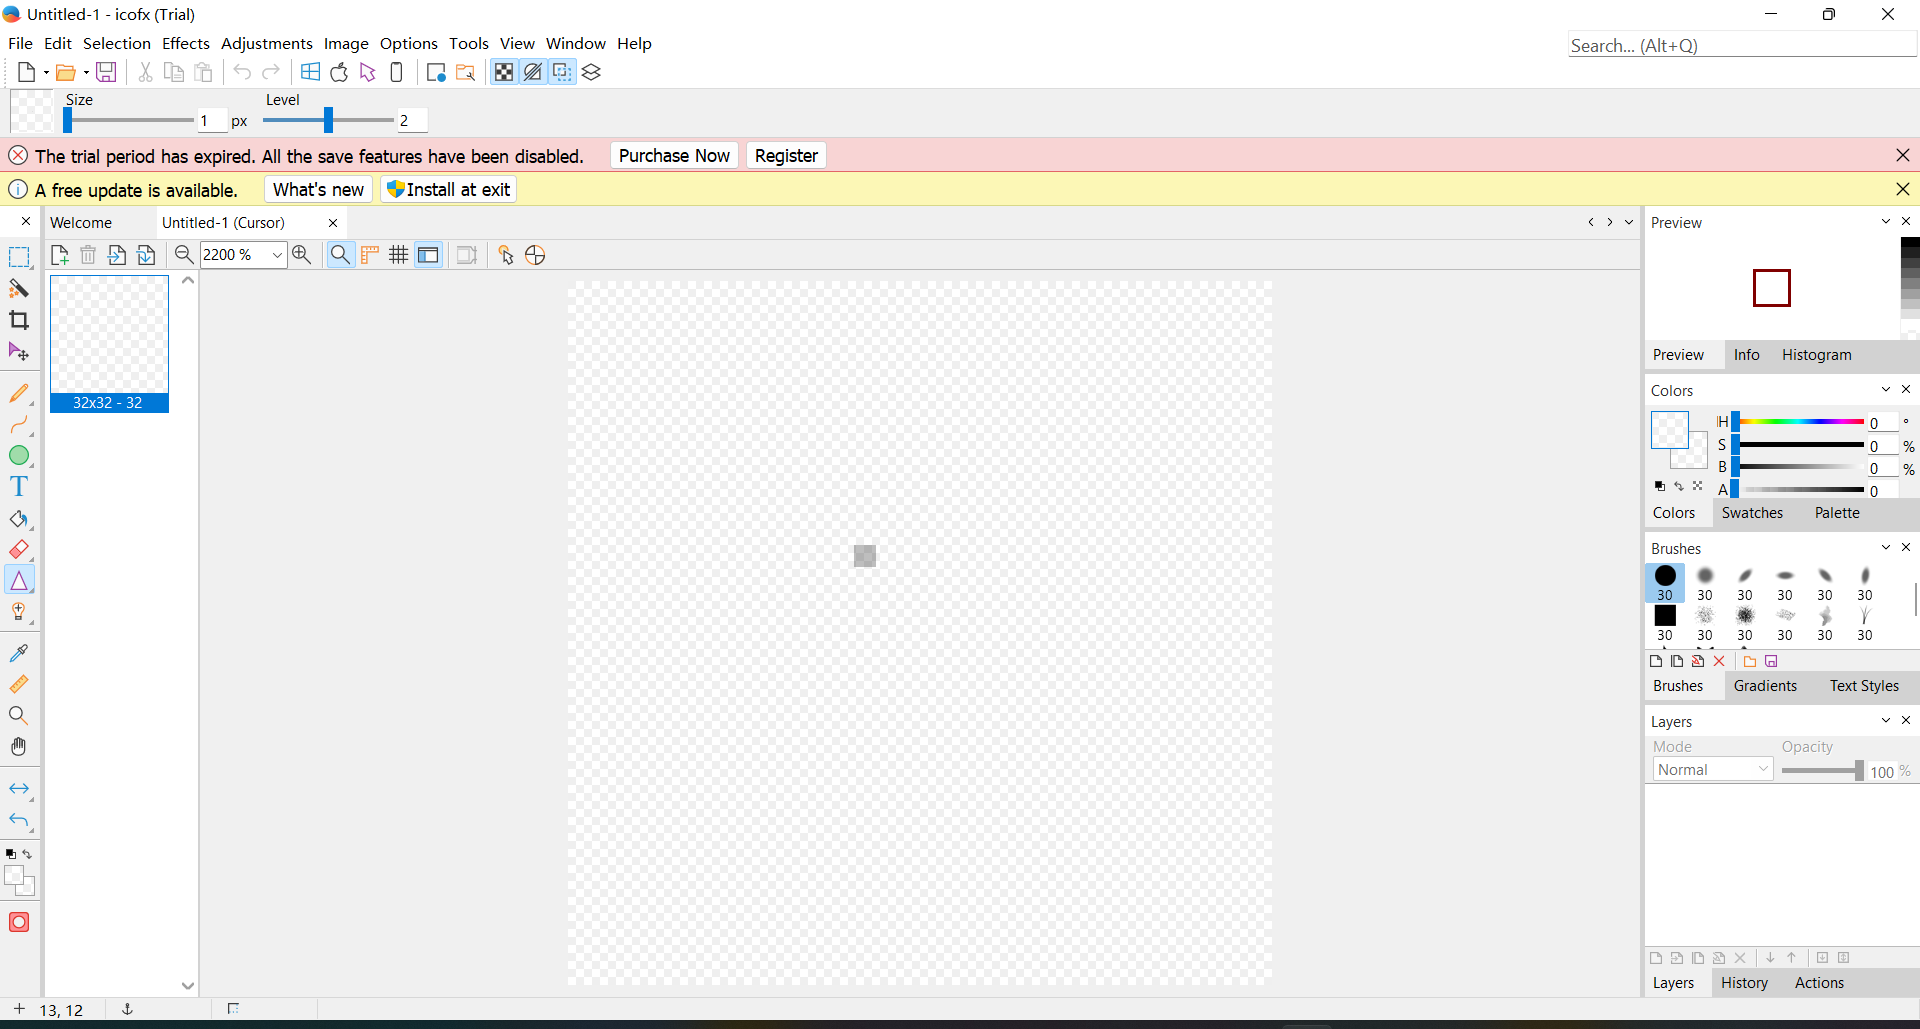 Untitled-1 - icofx (Trial)
File Edit Selection Effects Adjustments Image Options Tools View Window Help
Search... (Alt+Q)
Size
1 px
Level
2
The trial period has expired. All the save features have been disabled. Purchase Now Register
A free update is available. What's new Install at exit
Welcome Untitled-1 (Cursor)
2200 %
32x32 - 32
Preview
Preview Info Histogram
Colors
H 0 °
S 0 %
B 0 %
A 0
Colors Swatches Palette
Brushes
30 30 30 30 30 30
30 30 30 30 30 30
Brushes Gradients Text Styles
Layers
Mode Opacity
Normal 100 %
Layers History Actions
13, 12